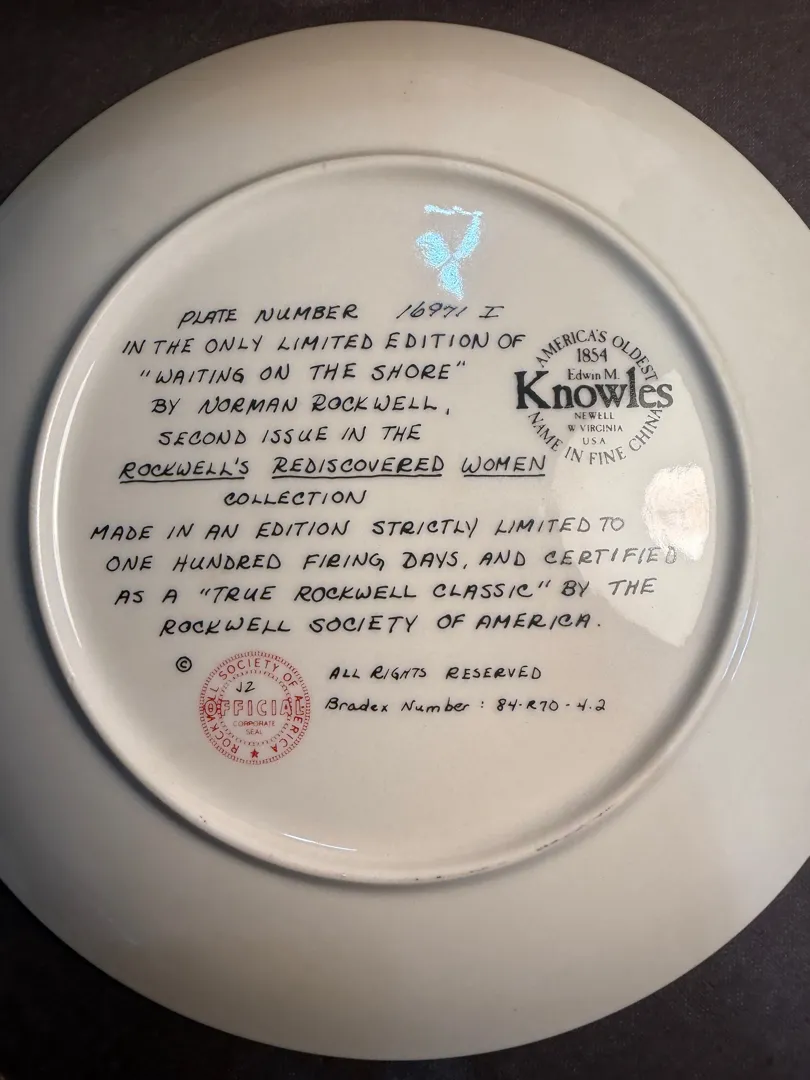 PLATE NUMBER 16971 I
IN THE ONLY LIMITED EDITION OF
"WAITING ON THE SHORE"
BY NORMAN ROCKWELL,
SECOND ISSUE IN THE
ROCKWELL'S REDISCOVERED WOMEN
COLLECTION
MADE IN AN EDITION STRICTLY LIMITED TO
ONE HUNDRED FIRING DAYS, AND CERTIFIED
AS A "TRUE ROCKWELL CLASSIC" BY THE
ROCKWELL SOCIETY OF AMERICA.
AMERICA'S OLDEST
1854
Edwin M.
Knowles
NEWELL
W VIRGINIA
USA
NAME IN FINE CHINA
©
ROCKWELL SOCIETY OF AMERICA
J2
OFFICIAL
CORPORATE
SEAL
ALL RIGHTS RESERVED
Bradex Number : 84-R70-4.2